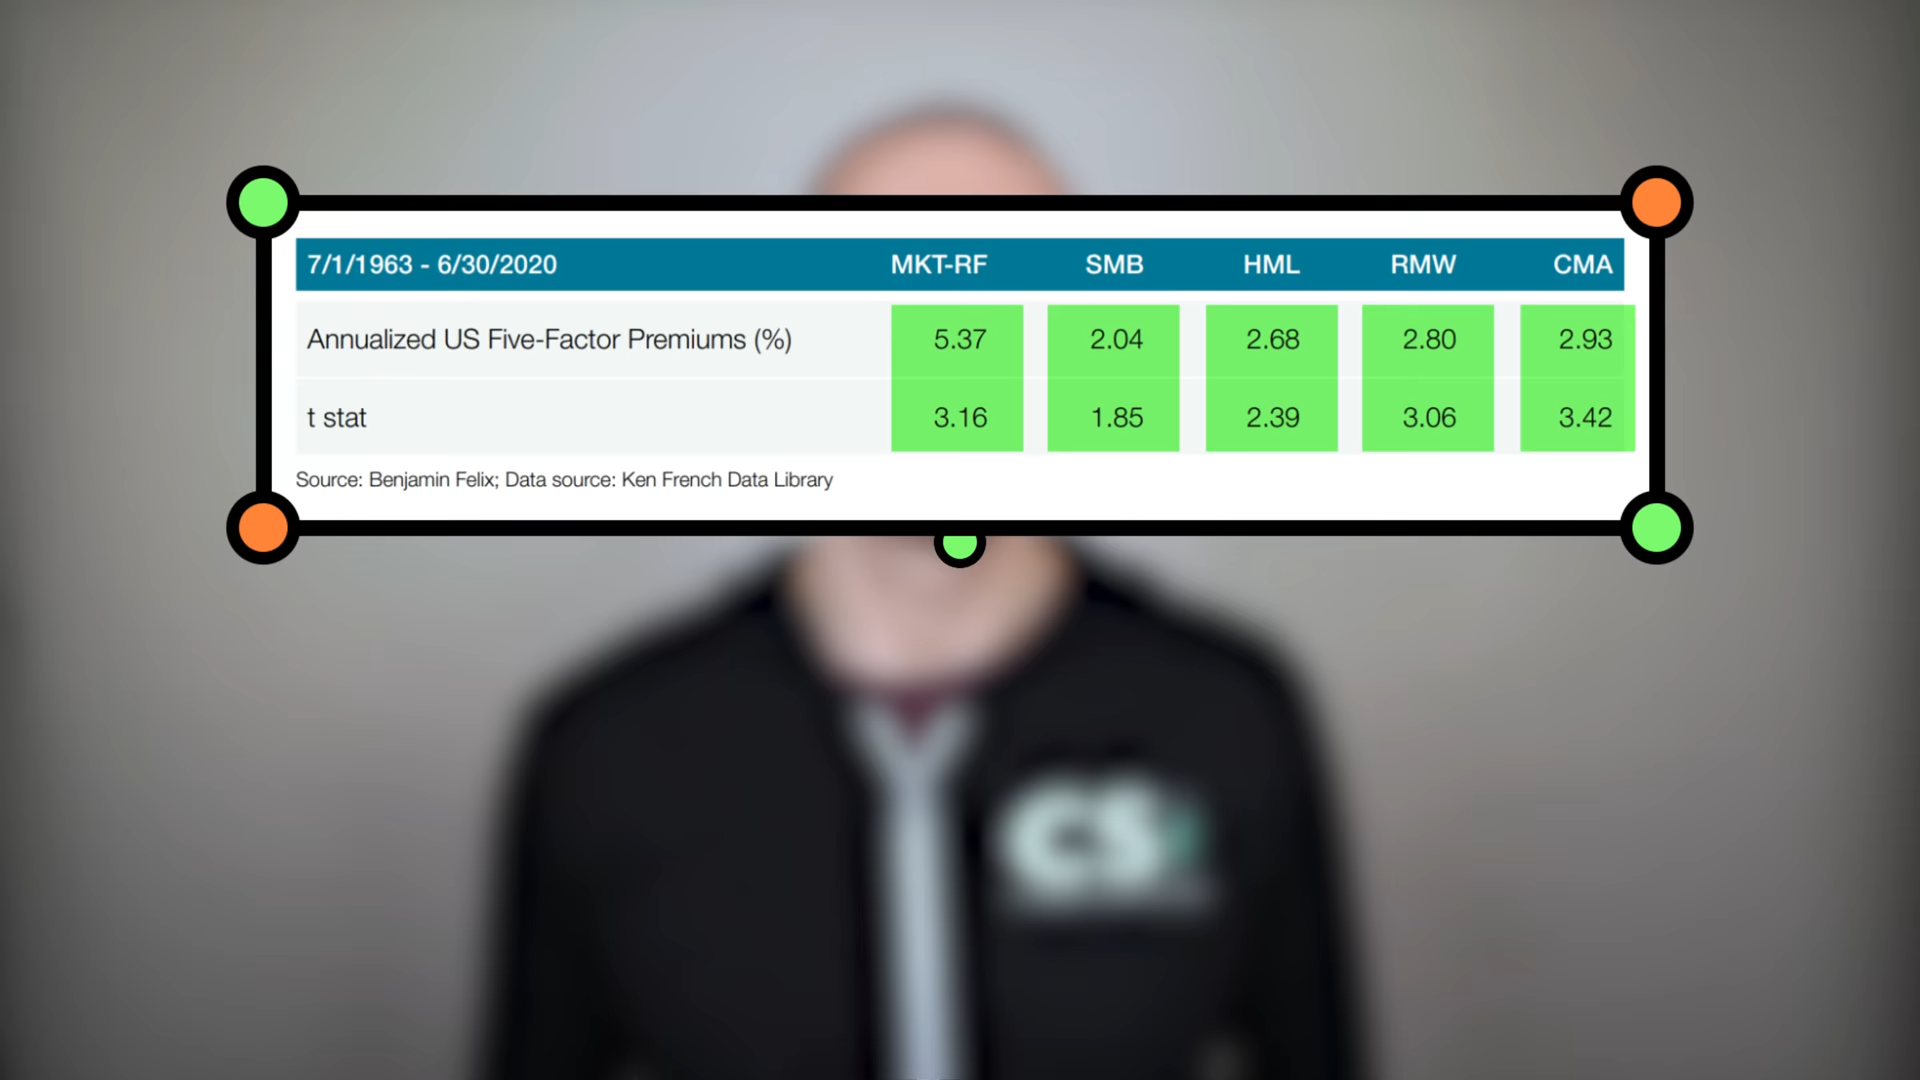 7/1/1963 - 6/30/2020 MKT-RF SMB HML RMW CMA
Annualized US Five-Factor Premiums (%) 5.37 2.04 2.68 2.80 2.93
t stat 3.16 1.85 2.39 3.06 3.42
Source: Benjamin Felix; Data source: Ken French Data Library